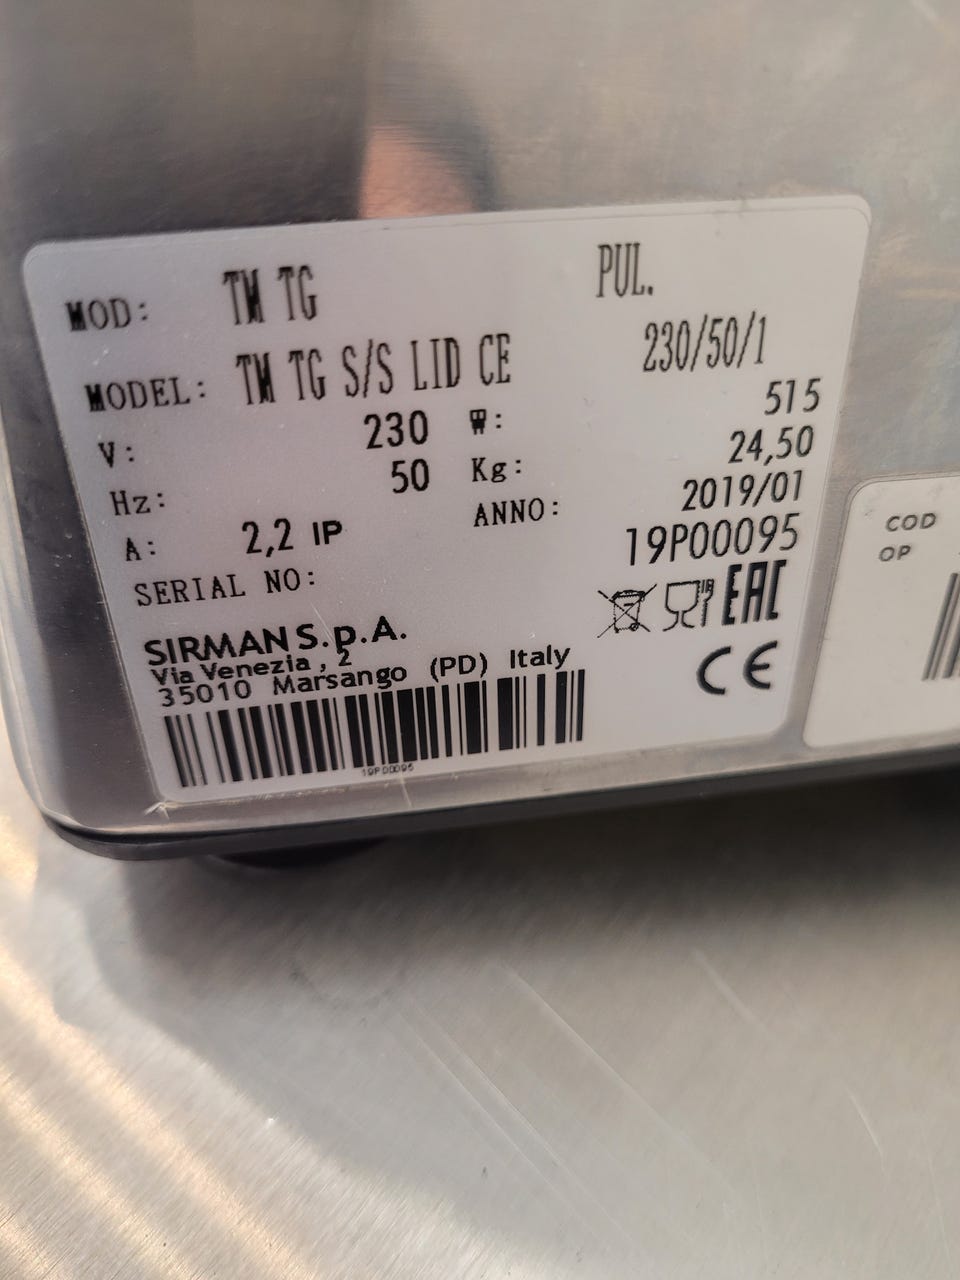 MOD: TM TG PUL.
MODEL: TM TG S/S LID CE 230/50/1
V: 230 W: 515
Hz: 50 Kg: 24,50
A: 2,2 IP ANNO: 2019/01
SERIAL NO: 19P00095
SIRMAN S.p.A.
Via Venezia , 2
35010 Marsango (PD) Italy
EAC
CE
19P00095
COD
OP